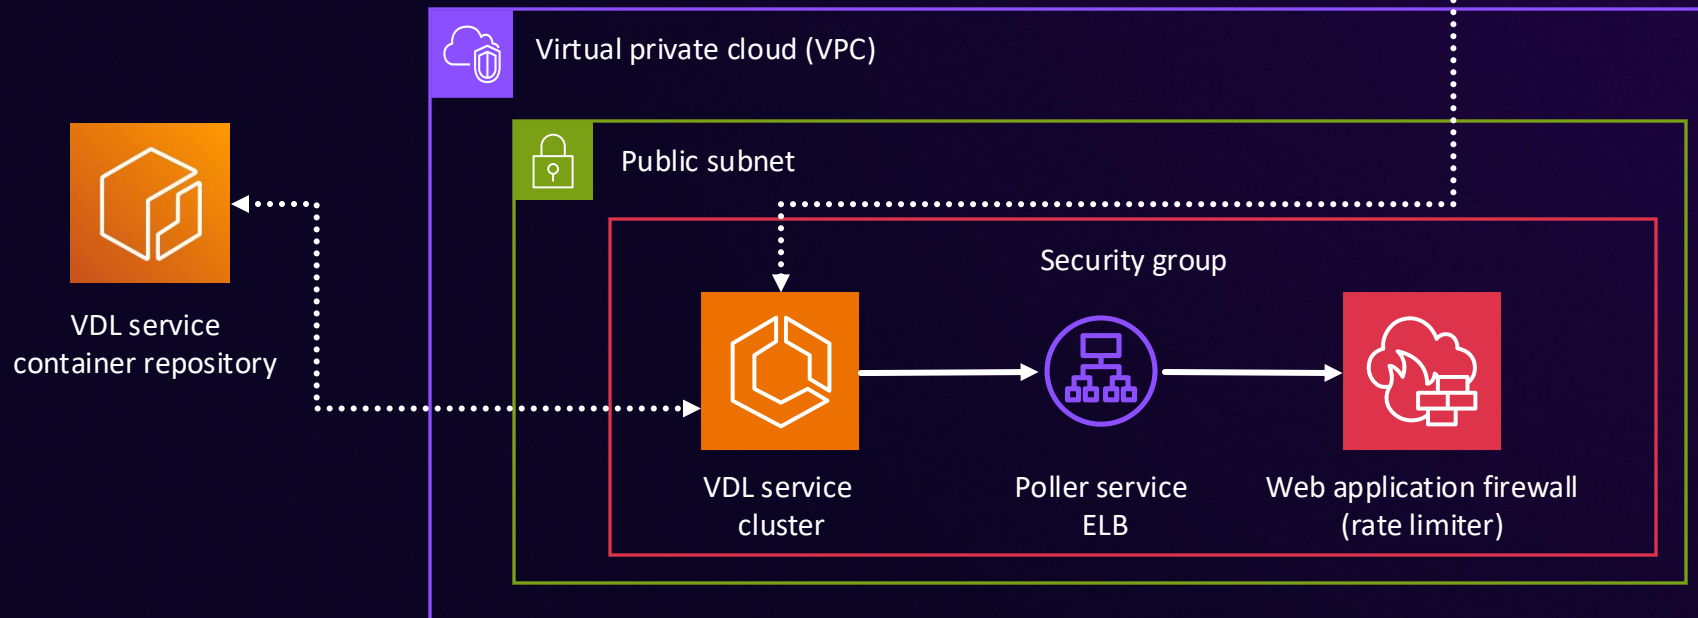 Virtual private cloud (VPC)
Public subnet
Security group
VDL service
container repository
VDL service
cluster
Poller service
ELB
Web application firewall
(rate limiter)